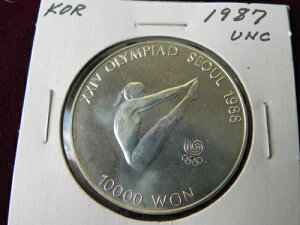 KOR
1987
UNC
XXIV OLYMPIAD SEOUL 1988
10000 WON